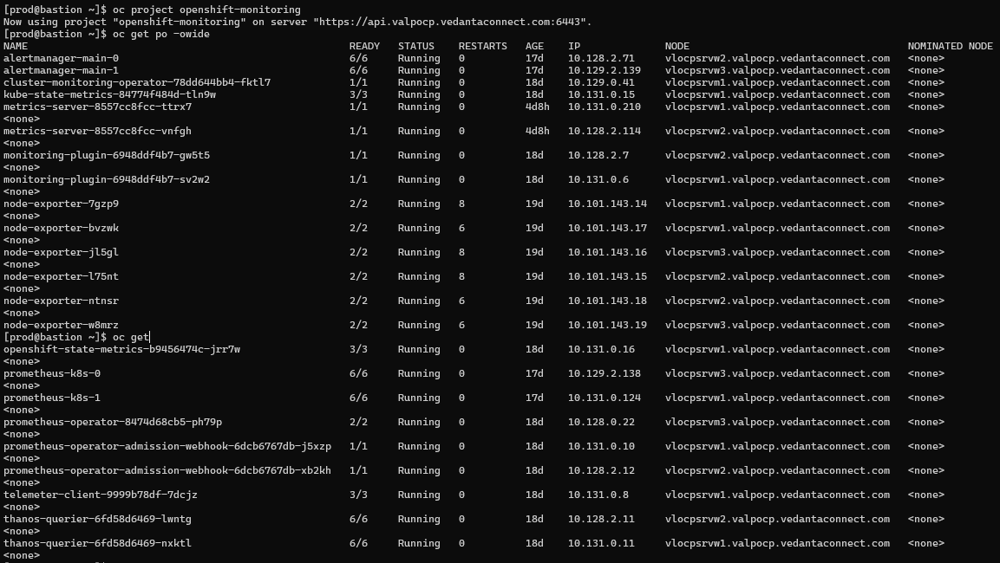 [prod@bastion ~]$ oc project openshift-monitoring
Now using project "openshift-monitoring" on server "https://api.valpocp.vedantaconnect.com:6443".
[prod@bastion ~]$ oc get po -owide
NAME READY STATUS RESTARTS AGE IP NODE NOMINATED NODE
alertmanager-main-0 6/6 Running 0 17d 10.128.2.71 vlocpsrvw2.valpocp.vedantaconnect.com <none>
alertmanager-main-1 6/6 Running 0 17d 10.129.2.139 vlocpsrvw3.valpocp.vedantaconnect.com <none>
cluster-monitoring-operator-78dd644bb4-fktl7 1/1 Running 0 18d 10.129.0.41 vlocpsrvm1.valpocp.vedantaconnect.com <none>
kube-state-metrics-84774f484d-tln9w 3/3 Running 0 18d 10.131.0.15 vlocpsrvw1.valpocp.vedantaconnect.com <none>
metrics-server-8557cc8fcc-ttrx7 1/1 Running 0 4d8h 10.131.0.210 vlocpsrvw1.valpocp.vedantaconnect.com <none>
<none>
metrics-server-8557cc8fcc-vnfgh 1/1 Running 0 4d8h 10.128.2.114 vlocpsrvw2.valpocp.vedantaconnect.com <none>
<none>
monitoring-plugin-6948ddf4b7-gw5t5 1/1 Running 0 18d 10.128.2.7 vlocpsrvw2.valpocp.vedantaconnect.com <none>
<none>
monitoring-plugin-6948ddf4b7-sv2w2 1/1 Running 0 18d 10.131.0.6 vlocpsrvw1.valpocp.vedantaconnect.com <none>
<none>
node-exporter-7gzp9 2/2 Running 8 19d 10.101.143.14 vlocpsrvm1.valpocp.vedantaconnect.com <none>
<none>
node-exporter-bvzwk 2/2 Running 6 19d 10.101.143.17 vlocpsrvw1.valpocp.vedantaconnect.com <none>
<none>
node-exporter-jl5gl 2/2 Running 8 19d 10.101.143.16 vlocpsrvm3.valpocp.vedantaconnect.com <none>
<none>
node-exporter-l75nt 2/2 Running 8 19d 10.101.143.15 vlocpsrvm2.valpocp.vedantaconnect.com <none>
<none>
node-exporter-ntnsr 2/2 Running 6 19d 10.101.143.18 vlocpsrvw2.valpocp.vedantaconnect.com <none>
<none>
node-exporter-w8mrz 2/2 Running 6 19d 10.101.143.19 vlocpsrvw3.valpocp.vedantaconnect.com <none>
[prod@bastion ~]$ oc get
openshift-state-metrics-b9456474c-jrr7w 3/3 Running 0 18d 10.131.0.16 vlocpsrvw1.valpocp.vedantaconnect.com <none>
<none>
prometheus-k8s-0 6/6 Running 0 17d 10.129.2.138 vlocpsrvw3.valpocp.vedantaconnect.com <none>
<none>
prometheus-k8s-1 6/6 Running 0 17d 10.131.0.124 vlocpsrvw1.valpocp.vedantaconnect.com <none>
<none>
prometheus-operator-8474d68cb5-ph79p 2/2 Running 0 18d 10.128.0.22 vlocpsrvm3.valpocp.vedantaconnect.com <none>
<none>
prometheus-operator-admission-webhook-6dcb6767db-j5xzp 1/1 Running 0 18d 10.131.0.10 vlocpsrvw1.valpocp.vedantaconnect.com <none>
<none>
prometheus-operator-admission-webhook-6dcb6767db-xb2kh 1/1 Running 0 18d 10.128.2.12 vlocpsrvw2.valpocp.vedantaconnect.com <none>
<none>
telemeter-client-9999b78df-7dcjz 3/3 Running 0 18d 10.131.0.8 vlocpsrvw1.valpocp.vedantaconnect.com <none>
<none>
thanos-querier-6fd58d6469-lwntg 6/6 Running 0 18d 10.128.2.11 vlocpsrvw2.valpocp.vedantaconnect.com <none>
<none>
thanos-querier-6fd58d6469-nxktl 6/6 Running 0 18d 10.131.0.11 vlocpsrvw1.valpocp.vedantaconnect.com <none>
<none>